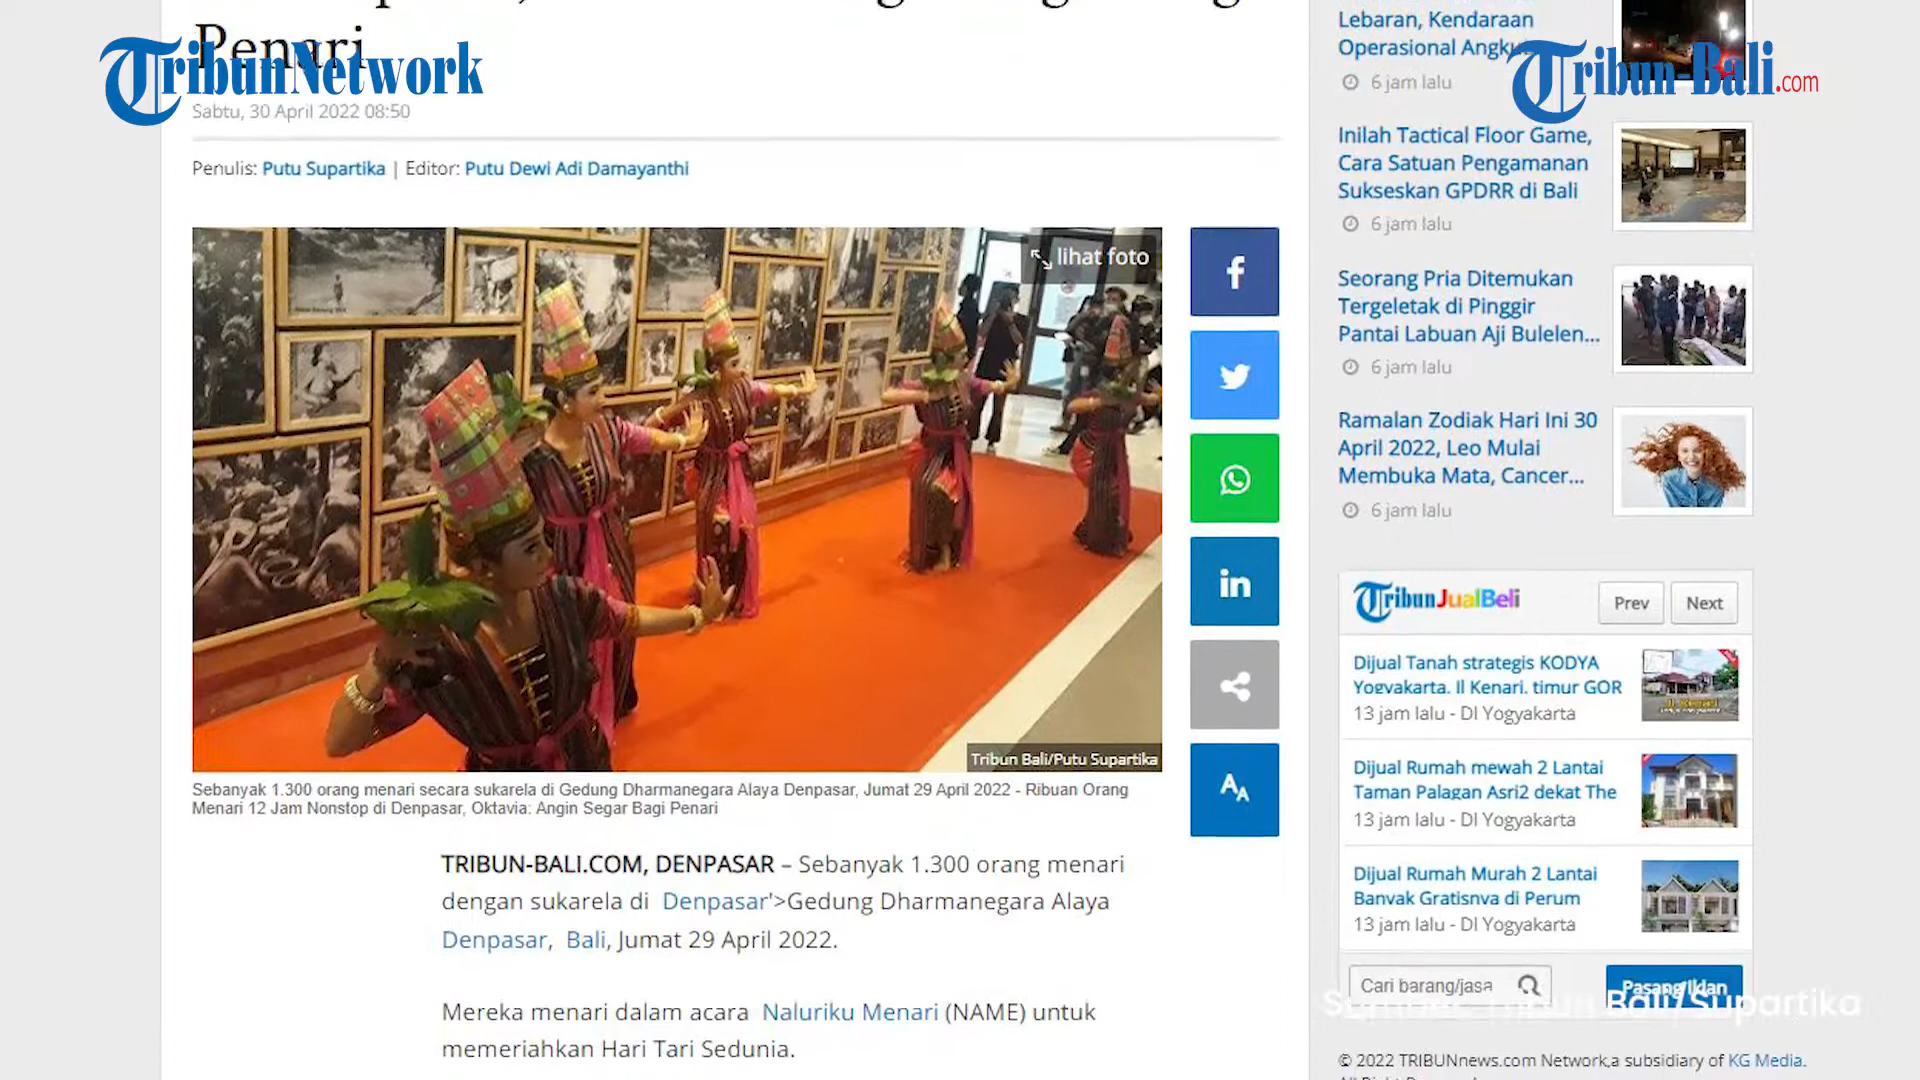 Penari
TribunNetwork
Tribun-Bali.com
Sabtu, 30 April 2022 08:50
Penulis: Putu Supartika | Editor: Putu Dewi Adi Damayanthi
lihat foto
Tribun Bali/Putu Supartika
Sebanyak 1.300 orang menari secara sukarela di Gedung Dharmanegara Alaya Denpasar, Jumat 29 April 2022 - Ribuan Orang
Menari 12 Jam Nonstop di Denpasar, Oktavia: Angin Segar Bagi Penari
TRIBUN-BALI.COM, DENPASAR – Sebanyak 1.300 orang menari
dengan sukarela di Denpasar'>Gedung Dharmanegara Alaya
Denpasar, Bali, Jumat 29 April 2022.
Mereka menari dalam acara Naluriku Menari (NAME) untuk
memeriahkan Hari Tari Sedunia.
Lebaran, Kendaraan
Operasional
6 jam lalu
Inilah Tactical Floor Game,
Cara Satuan Pengamanan
Sukseskan GPDRR di Bali
6 jam lalu
Seorang Pria Ditemukan
Tergeletak di Pinggir
Pantai Labuan Aji Bulelen...
6 jam lalu
Ramalan Zodiak Hari Ini 30
April 2022, Leo Mulai
Membuka Mata, Cancer...
6 jam lalu
TribunJualBeli
Prev Next
Dijual Tanah strategis KODYA
Yogyakarta. Jl Kenari. timur GOR
13 jam lalu - DI Yogyakarta
Dijual Rumah mewah 2 Lantai
Taman Palagan Asri2 dekat The
13 jam lalu - DI Yogyakarta
Dijual Rumah Murah 2 Lantai
Banyak Gratisnya di Perum
13 jam lalu - DI Yogyakarta
Cari barang/jasa
Pasang Iklan
Sumber: Tribun Bali/Supartika
© 2022 TRIBUNnews.com Network,a subsidiary of KG Media.